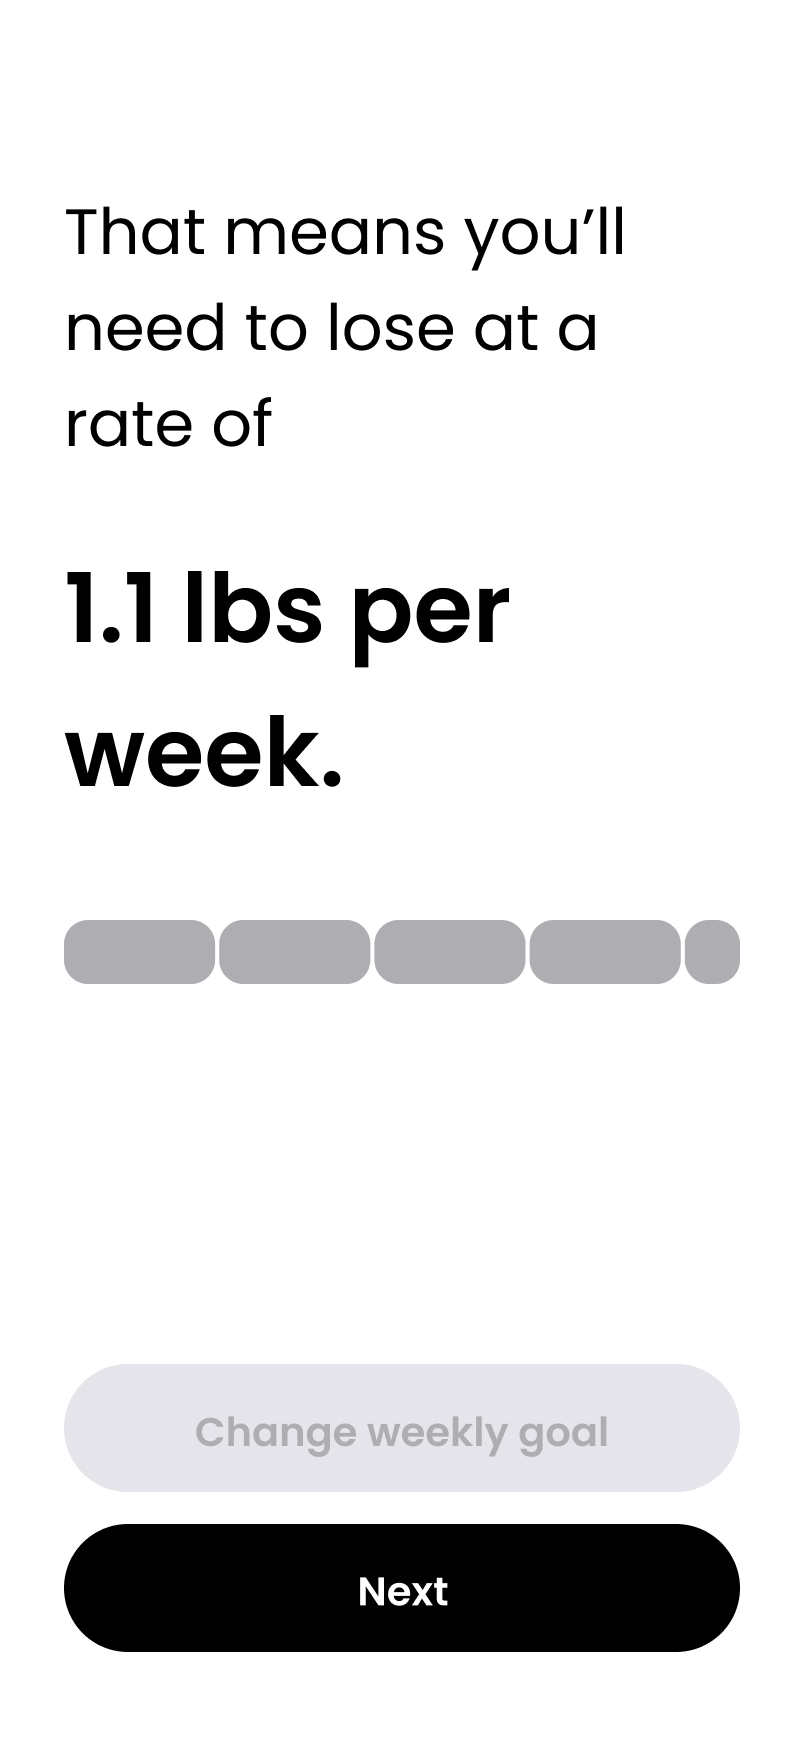 That means you’ll
need to lose at a
rate of
1.1 lbs per
week.
Change weekly goal
Next